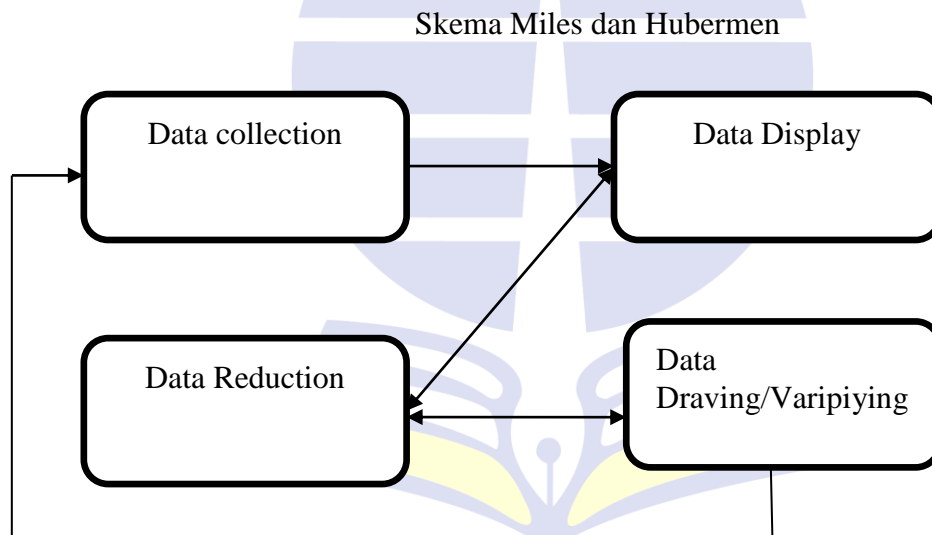 Skema Miles dan Hubermen
Data collection
Data Display
Data Reduction
Data
Draving/Varipiying